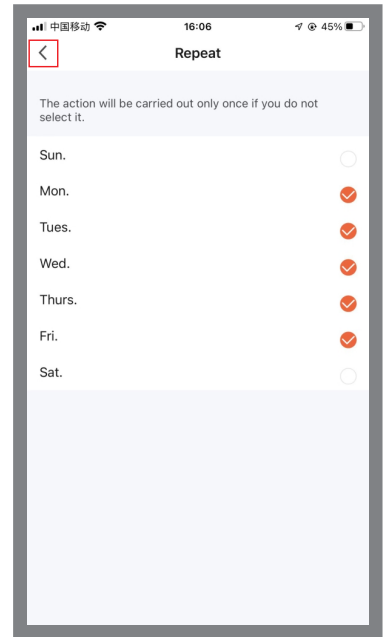 中国移动 16:06 45%
Repeat
The action will be carried out only once if you do not
select it.
Sun.
Mon.
Tues.
Wed.
Thurs.
Fri.
Sat.